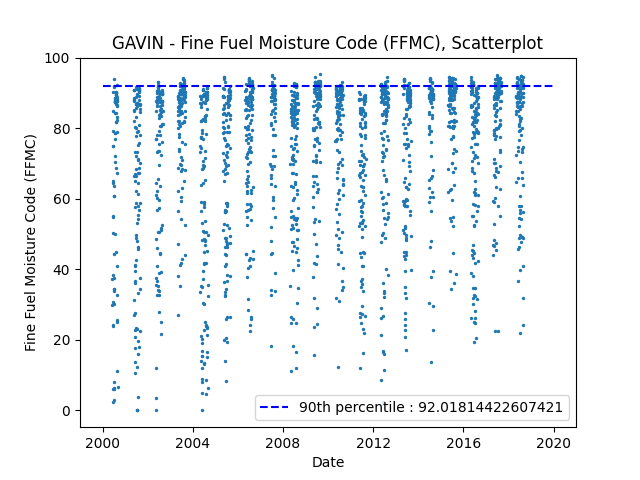 GAVIN - Fine Fuel Moisture Code (FFMC), Scatterplot
100
80
60
40
20
0
Fine Fuel Moisture Code (FFMC)
90th percentile : 92.01814422607421
2000 2004 2008 2012 2016 2020
Date